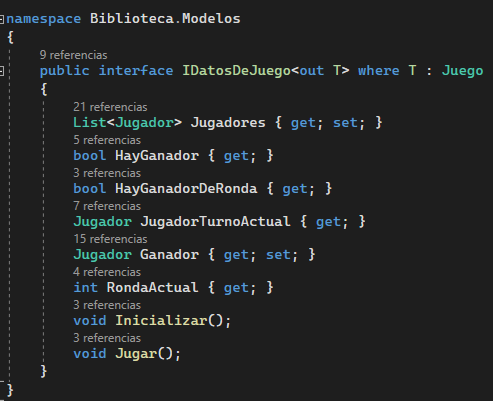 namespace Biblioteca.Modelos
{
9 referencias
public interface IDatosDeJuego<out T> where T : Juego
{
21 referencias
List<Jugador> Jugadores { get; set; }
5 referencias
bool HayGanador { get; }
3 referencias
bool HayGanadorDeRonda { get; }
7 referencias
Jugador JugadorTurnoActual { get; }
15 referencias
Jugador Ganador { get; set; }
4 referencias
int RondaActual { get; }
3 referencias
void Inicializar();
3 referencias
void Jugar();
}
}